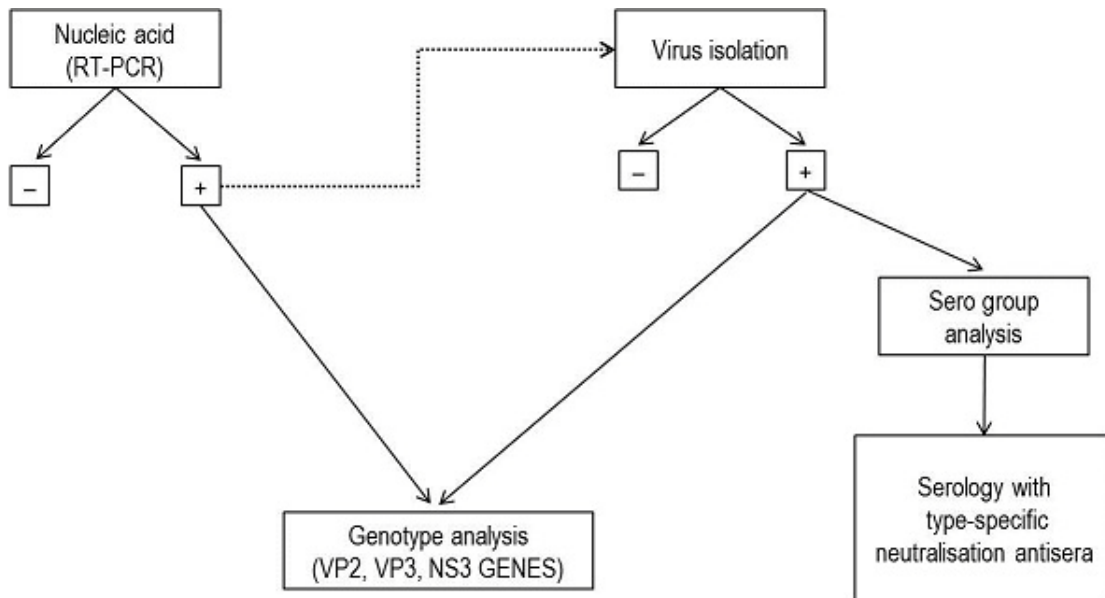 Nucleic acid
(RT-PCR)
Virus isolation
–
+
–
+
Sero group
analysis
Serology with
type-specific
neutralisation antisera
Genotype analysis
(VP2, VP3, NS3 GENES)